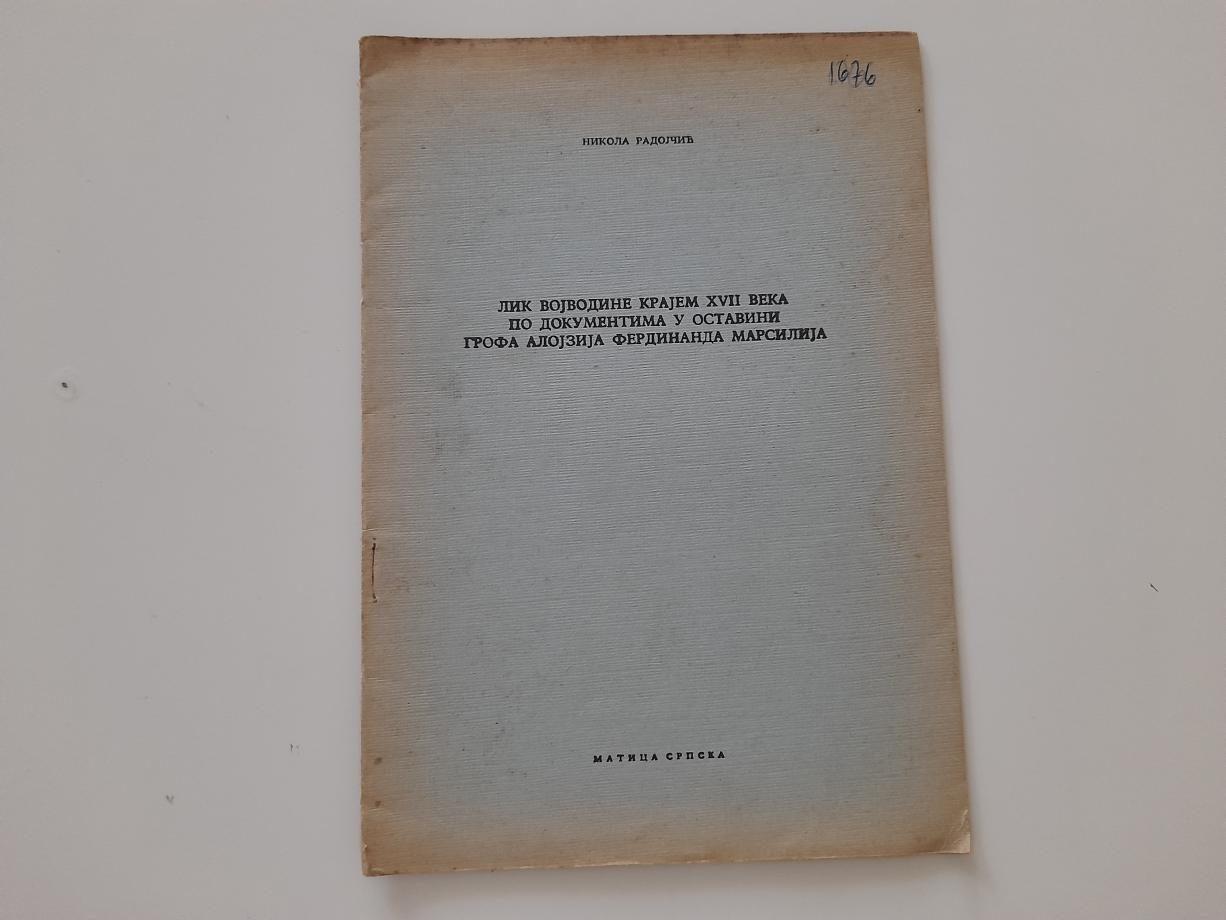 1676
НИКОЛА РАДОЈЧИЋ
ЛИК ВОЈВОДИНЕ КРАЈЕМ XVII ВЕКА
ПО ДОКУМЕНТИМА У ОСТАВИНИ
ГРОФА АЛОЈЗИЈА ФЕРДИНАНДА МАРСИЛИЈА
МАТИЦА СРПСКА